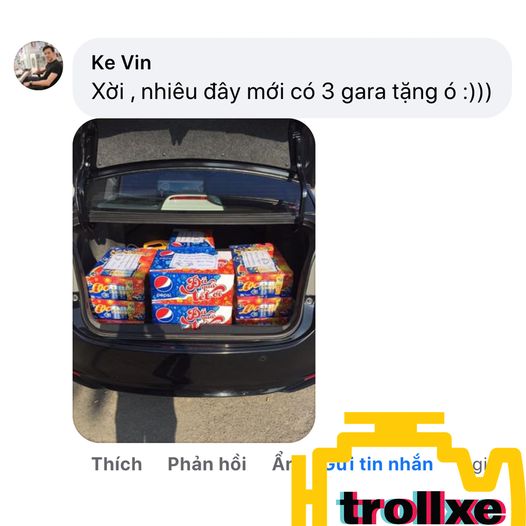 Ke Vin
Xời , nhiêu đây mới có 3 gara tặng ó :)))
pepsi
Thích Phản hồi Ẩn Gửi tin nhắn
trollxe